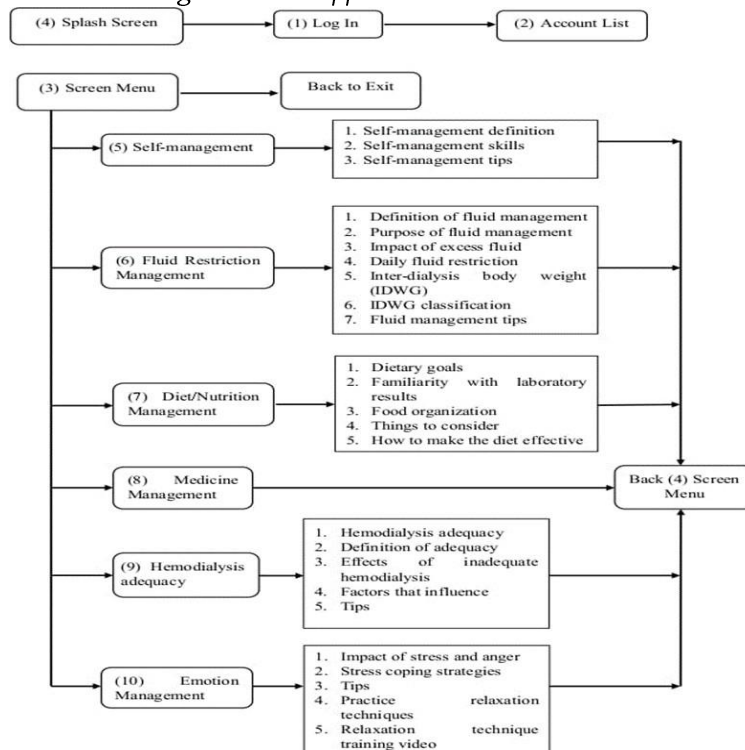 (4) Splash Screen
(1) Log In
(2) Account List
(3) Screen Menu
Back to Exit
(5) Self-management
1. Self-management definition
2. Self-management skills
3. Self-management tips
(6) Fluid Restriction
Management
1. Definition of fluid management
2. Purpose of fluid management
3. Impact of excess fluid
4. Daily fluid restriction
5. Inter-dialysis body weight
(IDWG)
6. IDWG classification
7. Fluid management tips
(7) Diet/Nutrition
Management
1. Dietary goals
2. Familiarity with laboratory
results
3. Food organization
4. Things to consider
5. How to make the diet effective
(8) Medicine
Management
Back (4) Screen
Menu
(9) Hemodialysis
adequacy
1. Hemodialysis adequacy
2. Definition of adequacy
3. Effects of inadequate
hemodialysis
4. Factors that influence
5. Tips
(10) Emotion
Management
1. Impact of stress and anger
2. Stress coping strategies
3. Tips
4. Practice relaxation
techniques
5. Relaxation technique
training video